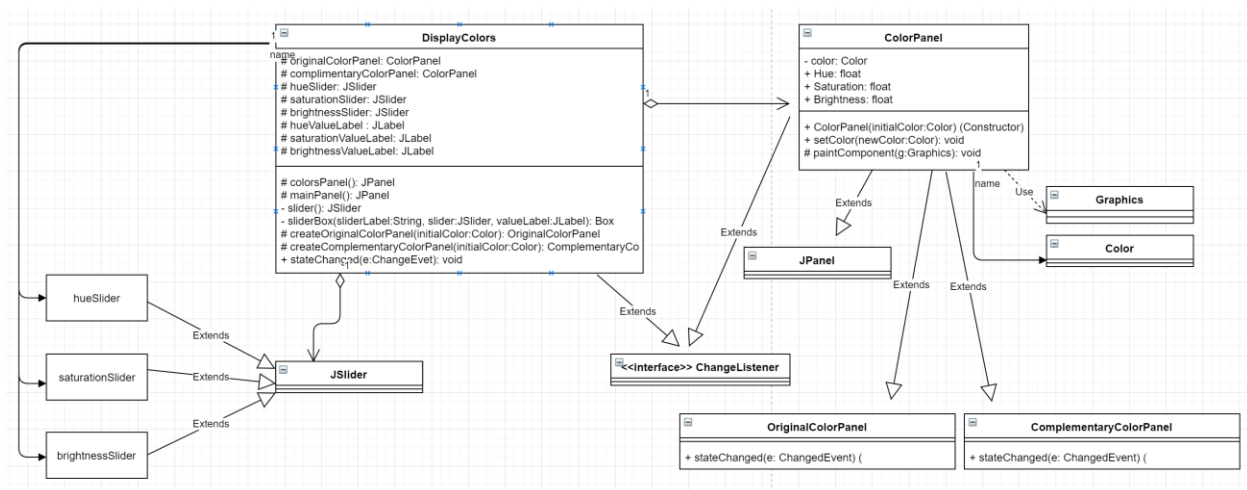 DisplayColors
1
name
# originalColorPanel: ColorPanel
# complimentaryColorPanel: ColorPanel
# hueSlider: JSlider
# saturationSlider: JSlider
# brightnessSlider: JSlider
# hueValueLabel : JLabel
# saturationValueLabel: JLabel
# brightnessValueLabel: JLabel
# colorsPanel(): JPanel
# mainPanel(): JPanel
- slider(): JSlider
- sliderBox(sliderLabel:String, slider:JSlider, valueLabel:JLabel): Box
# createOriginalColorPanel(initialColor:Color): OriginalColorPanel
# createComplementaryColorPanel(initialColor:Color): ComplementaryCo
+ stateChanged(e:ChangeEvet): void
1
1
ColorPanel
- color: Color
+ Hue: float
+ Saturation: float
+ Brightness: float
+ ColorPanel(initialColor:Color) (Constructor)
+ setColor(newColor:Color): void
# paintComponent(g:Graphics): void
1
name
Use
Graphics
Color
Extends
JPanel
Extends
Extends
Extends
Extends
<<interface>> ChangeListener
hueSlider
Extends
saturationSlider
Extends
JSlider
Extends
brightnessSlider
OriginalColorPanel
+ stateChanged(e: ChangedEvent) (
ComplementaryColorPanel
+ stateChanged(e: ChangedEvent) (